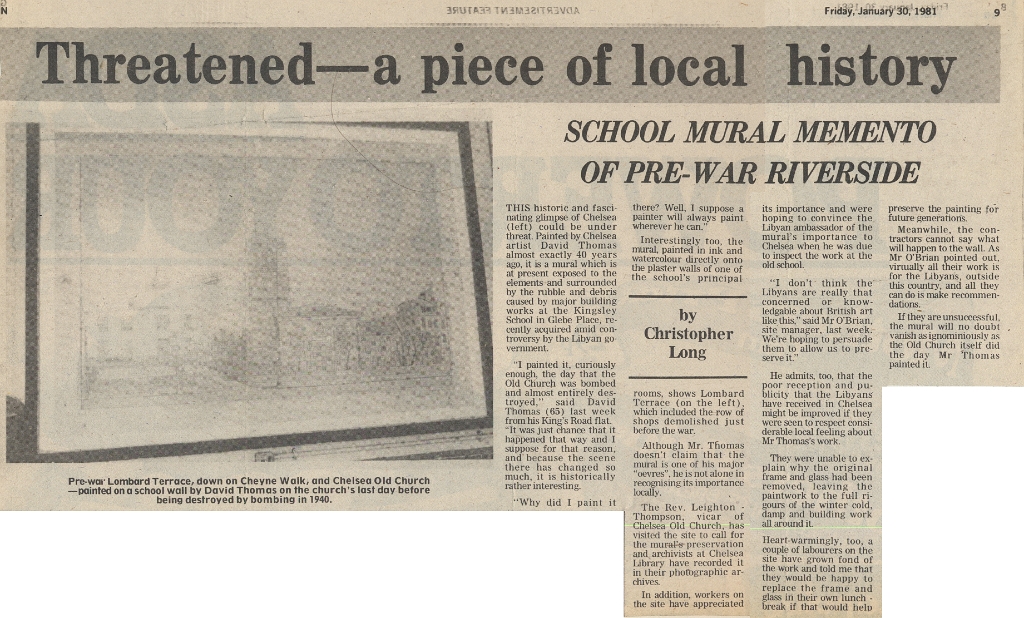 N
ADVERTISEMENT FEATURE
Friday, January 30, 1981
9
Threatened—a piece of local history
SCHOOL MURAL MEMENTO
OF PRE-WAR RIVERSIDE
Pre-war Lombard Terrace, down on Cheyne Walk, and Chelsea Old Church
—painted on a school wall by David Thomas on the church's last day before
being destroyed by bombing in 1940.
THIS historic and fasci-
nating glimpse of Chelsea
(left) could be under
threat. Painted by Chelsea
artist David Thomas
almost exactly 40 years
ago, it is a mural which is
at present exposed to the
elements and surrounded
by the rubble and debris
caused by major building
works at the Kingsley
School in Glebe Place, re-
cently acquired amid con-
troversy by the Libyan go-
vernment.
"I painted it, curiously
enough, the day that the
Old Church was bombed
and almost entirely des-
troyed," said David
Thomas (65) last week
from his King's Road flat.
"It was just chance that it
happened that way and I
suppose for that reason,
and because the scene
there has changed so
much, it is historically
rather interesting.
"Why did I paint it
there? Well, I suppose a
painter will always paint
wherever he can."
Interestingly too, the
mural, painted in ink and
watercolour directly onto
the plaster walls of one of
the school's principal
by
Christopher
Long
rooms, shows Lombard
Terrace (on the left),
which included the row of
shops demolished just
before the war.
Although Mr. Thomas
doesn't claim that the
mural is one of his major
"oevres", he is not alone in
recognising its importance
locally.
The Rev. Leighton -
Thompson, vicar of
Chelsea Old Church, has
visited the site to call for
the mural's preservation
and archivists at Chelsea
Library have recorded it
in their photographic ar-
chives.
In addition, workers on
the site have appreciated
its importance and were
hoping to convince the
Libyan ambassador of the
mural's importance to
Chelsea when he was due
to inspect the work at the
old school.
"I don't think the
Libyans are really that
concerned or know-
ledgable about British art
like this," said Mr O'Brian,
site manager, last week.
We're hoping to persuade
them to allow us to pre-
serve it."
He admits, too, that the
poor reception and pu-
blicity that the Libyans
have received in Chelsea
might be improved if they
were seen to respect consi-
derable local feeling about
Mr Thomas's work.
They were unable to ex-
plain why the original
frame and glass had been
removed, leaving the
paintwork to the full ri-
gours of the winter cold,
damp and building work
all around it.
Heart-warmingly, too, a
couple of labourers on the
site have grown fond of
the work and told me that
they would be happy to
replace the frame and
glass in their own lunch -
break if that would help
preserve the painting for
future generations.
Meanwhile, the con-
tractors cannot say what
will happen to the wall. As
Mr O'Brian pointed out,
virtually all their work is
for the Libyans, outside
this country, and all they
can do is make recommen-
dations.
If they are unsuccessful,
the mural will no doubt
vanish as ignominiously as
the Old Church itself did
the day Mr Thomas
painted it.